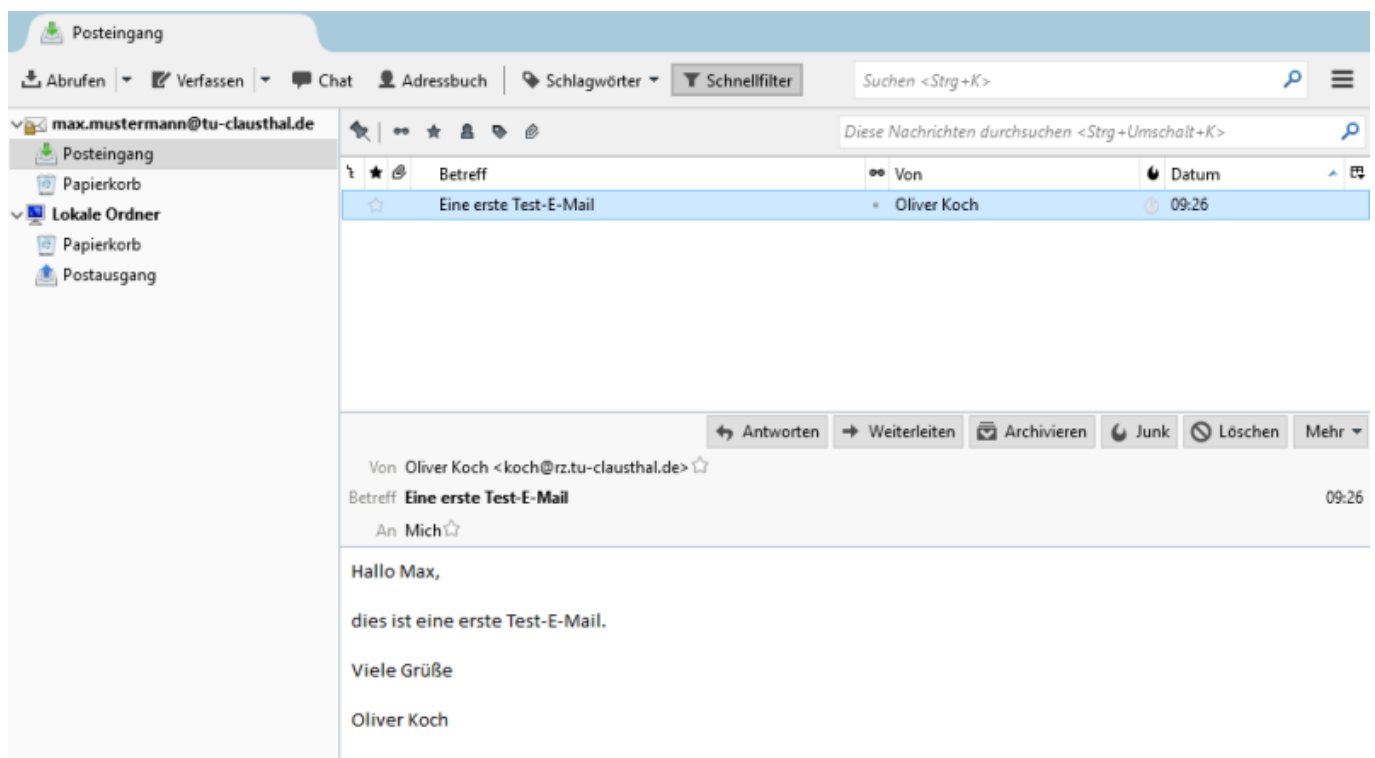 Posteingang
Abrufen Verfassen Chat Adressbuch Schlagwörter Schnellfilter Suchen <Strg+K>
max.mustermann@tu-clausthal.de
Posteingang
Papierkorb
Lokale Ordner
Papierkorb
Postausgang
Diese Nachrichten durchsuchen <Strg+Umschalt+K>
Betreff Von Datum
Eine erste Test-E-Mail Oliver Koch 09:26
Antworten Weiterleiten Archivieren Junk Löschen Mehr
Von Oliver Koch <koch@rz.tu-clausthal.de>
Betreff Eine erste Test-E-Mail 09:26
An Mich
Hallo Max,
dies ist eine erste Test-E-Mail.
Viele Grüße
Oliver Koch